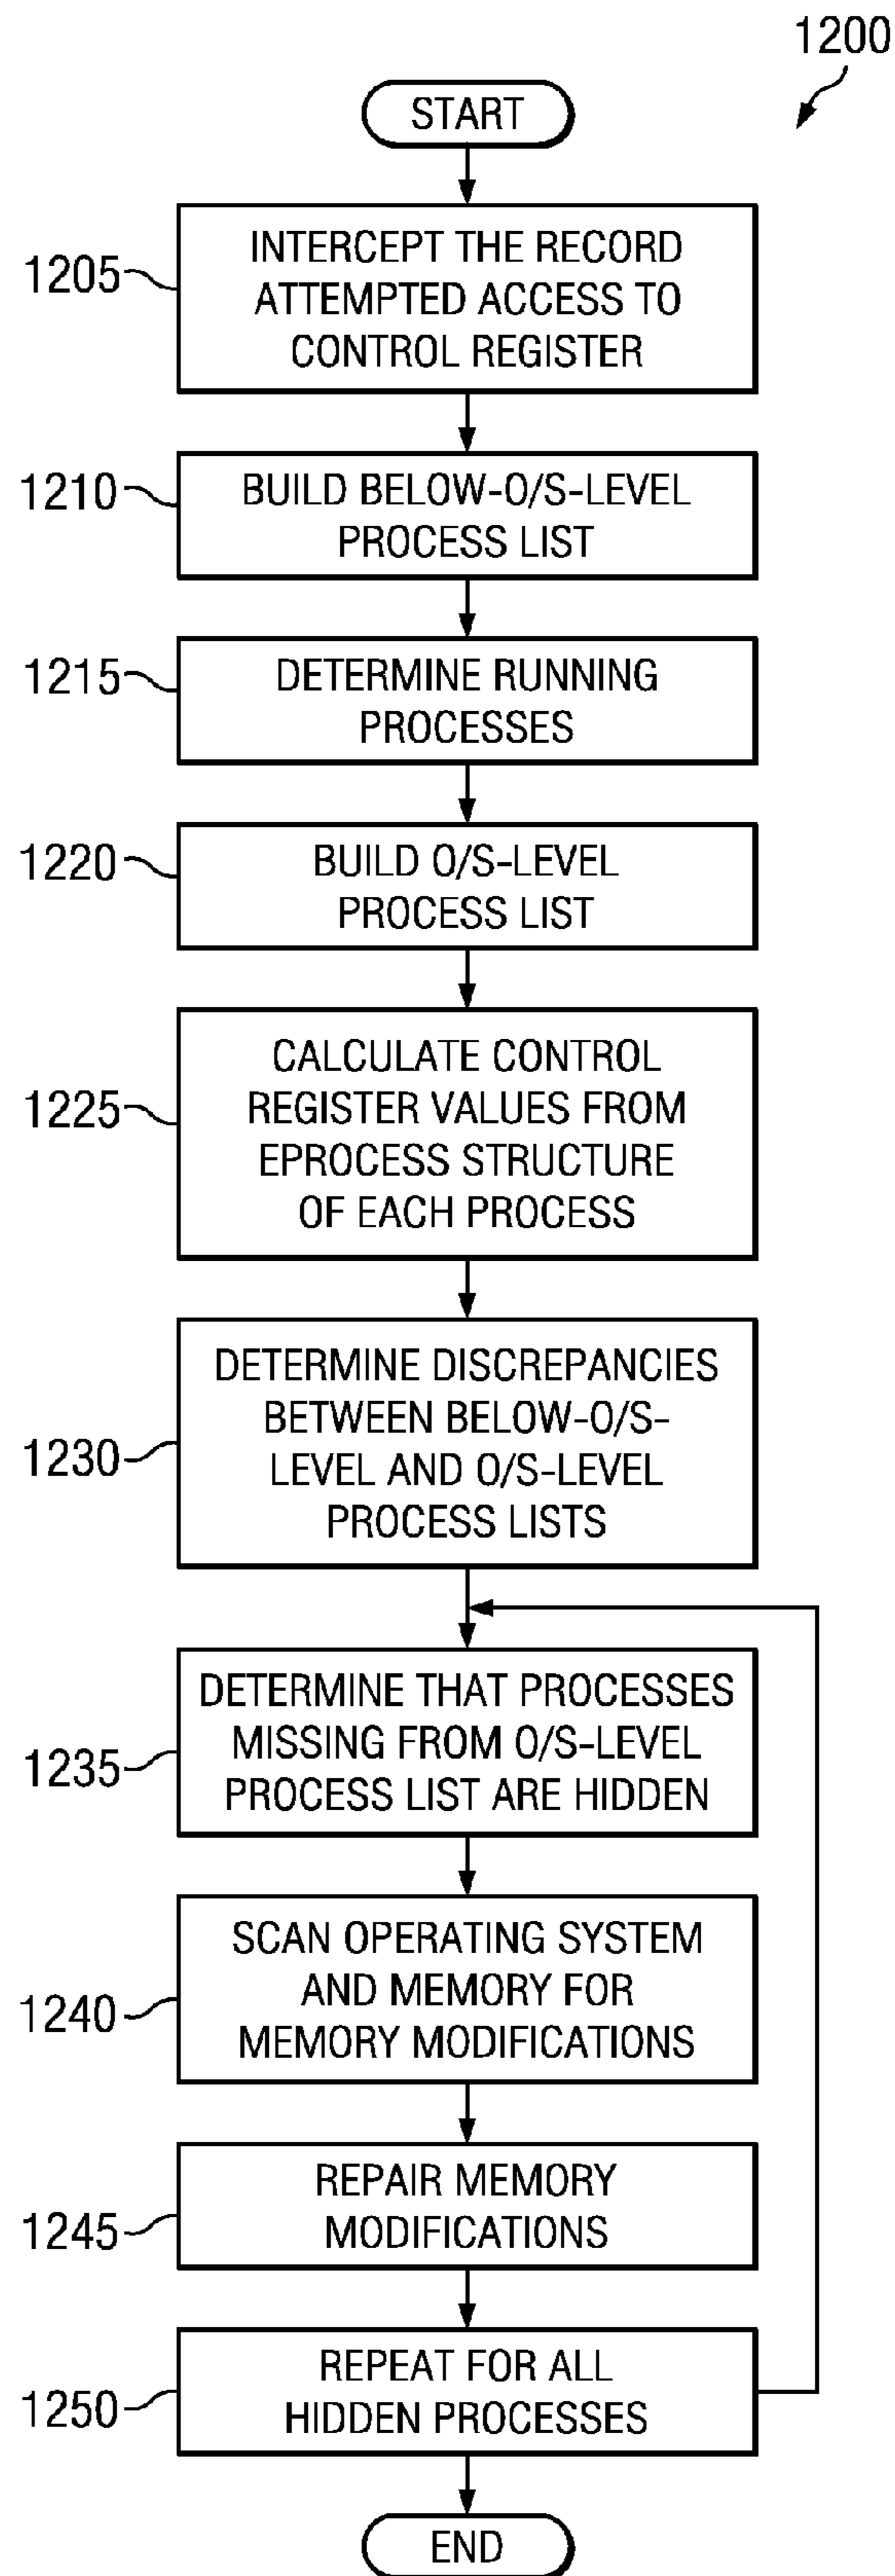 1200
START
1205
INTERCEPT THE RECORD
ATTEMPTED ACCESS TO
CONTROL REGISTER
1210
BUILD BELOW-O/S-LEVEL
PROCESS LIST
1215
DETERMINE RUNNING
PROCESSES
1220
BUILD O/S-LEVEL
PROCESS LIST
1225
CALCULATE CONTROL
REGISTER VALUES FROM
EPROCESS STRUCTURE
OF EACH PROCESS
1230
DETERMINE DISCREPANCIES
BETWEEN BELOW-O/S-
LEVEL AND O/S-LEVEL
PROCESS LISTS
1235
DETERMINE THAT PROCESSES
MISSING FROM O/S-LEVEL
PROCESS LIST ARE HIDDEN
1240
SCAN OPERATING SYSTEM
AND MEMORY FOR
MEMORY MODIFICATIONS
1245
REPAIR MEMORY
MODIFICATIONS
1250
REPEAT FOR ALL
HIDDEN PROCESSES
END